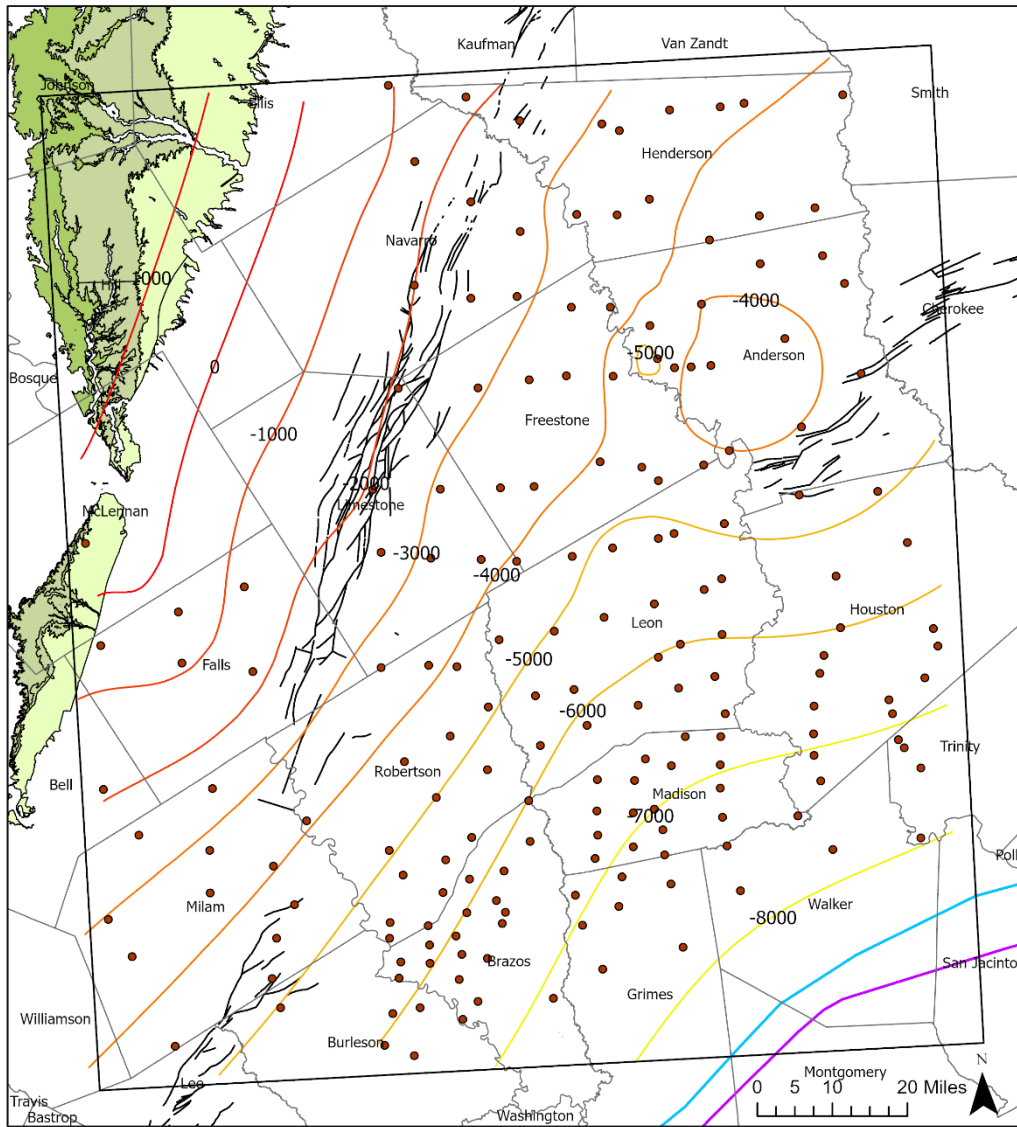 Kaufman
Van Zandt
Johnson
Ellis
Smith
Henderson
Navarro
1000
Hill
-4000
Cherokee
0
-5000
Anderson
Bosque
Freestone
-1000
-2000
Limestone
McLennan
-3000
-4000
Houston
Leon
Falls
-5000
-6000
Trinity
Robertson
Bell
Madison
-7000
Polk
Milam
Walker
-8000
Brazos
San Jacinto
Grimes
Williamson
Burleson
N
Montgomery
Lee
0 5 10 20 Miles
Travis
Bastrop
Washington